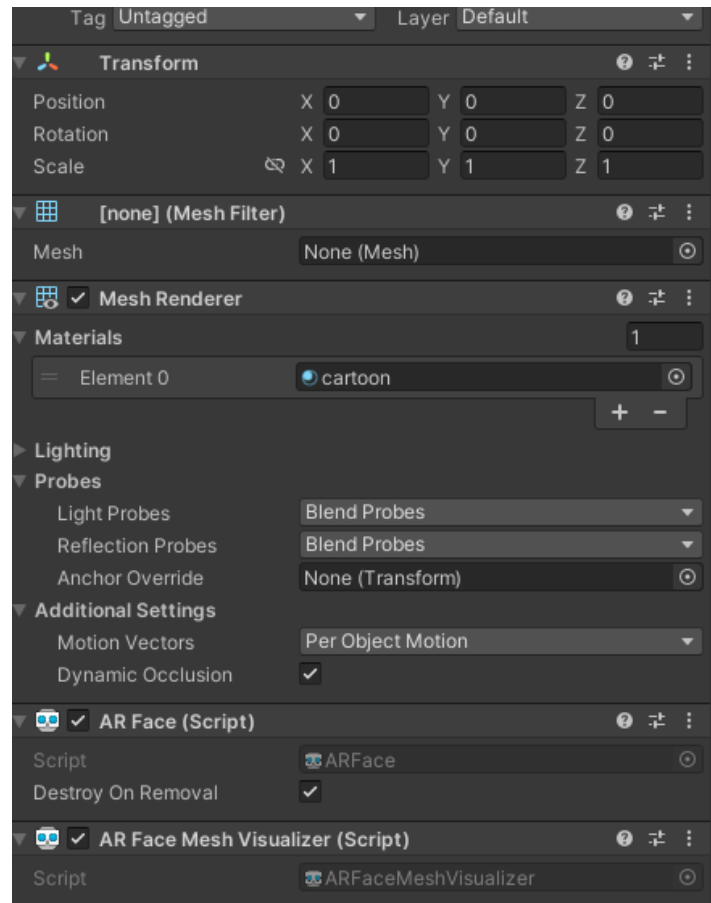 Tag Untagged Layer Default
Transform
Position X 0 Y 0 Z 0
Rotation X 0 Y 0 Z 0
Scale X 1 Y 1 Z 1
[none] (Mesh Filter)
Mesh None (Mesh)
Mesh Renderer
Materials 1
Element 0 cartoon
Lighting
Probes
Light Probes Blend Probes
Reflection Probes Blend Probes
Anchor Override None (Transform)
Additional Settings
Motion Vectors Per Object Motion
Dynamic Occlusion
AR Face (Script)
Script ARFace
Destroy On Removal
AR Face Mesh Visualizer (Script)
Script ARFaceMeshVisualizer